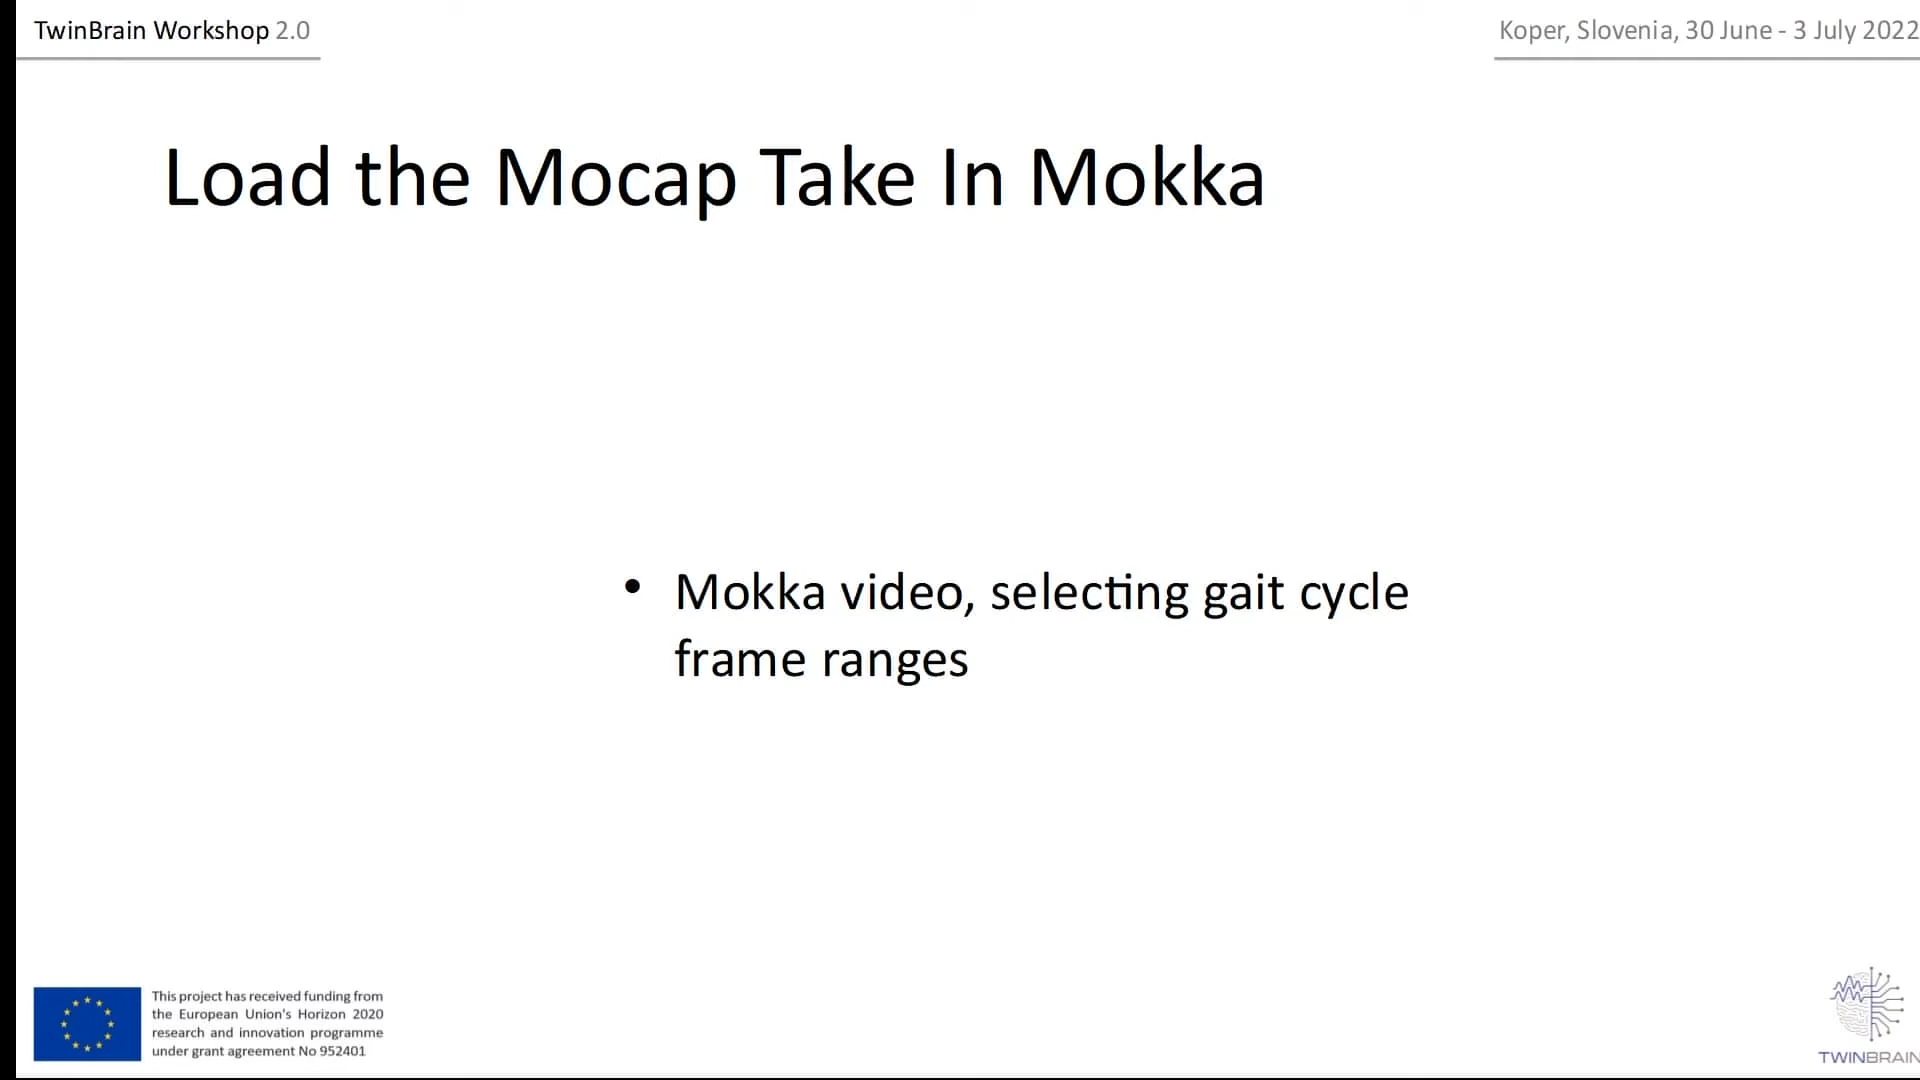 TwinBrain Workshop 2.0
Koper, Slovenia, 30 June - 3 July 2022
Load the Mocap Take In Mokka
• Mokka video, selecting gait cycle
frame ranges
This project has received funding from
the European Union's Horizon 2020
research and innovation programme
under grant agreement No 952401
TWINBRAIN